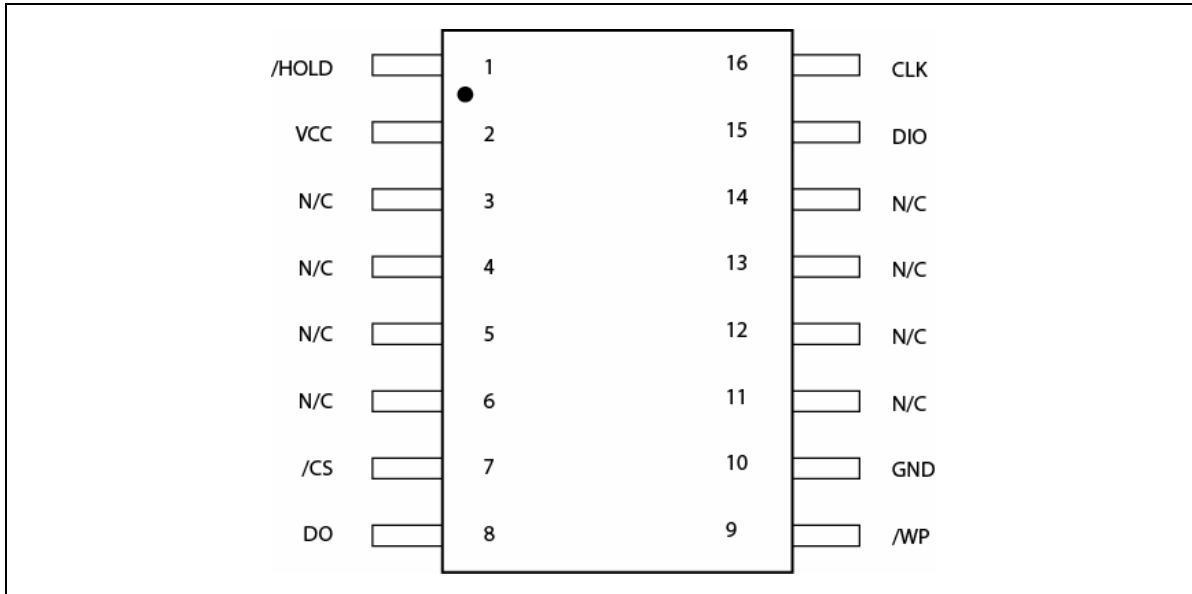 /HOLD 1 16 CLK
VCC 2 15 DIO
N/C 3 14 N/C
N/C 4 13 N/C
N/C 5 12 N/C
N/C 6 11 N/C
/CS 7 10 GND
DO 8 9 /WP